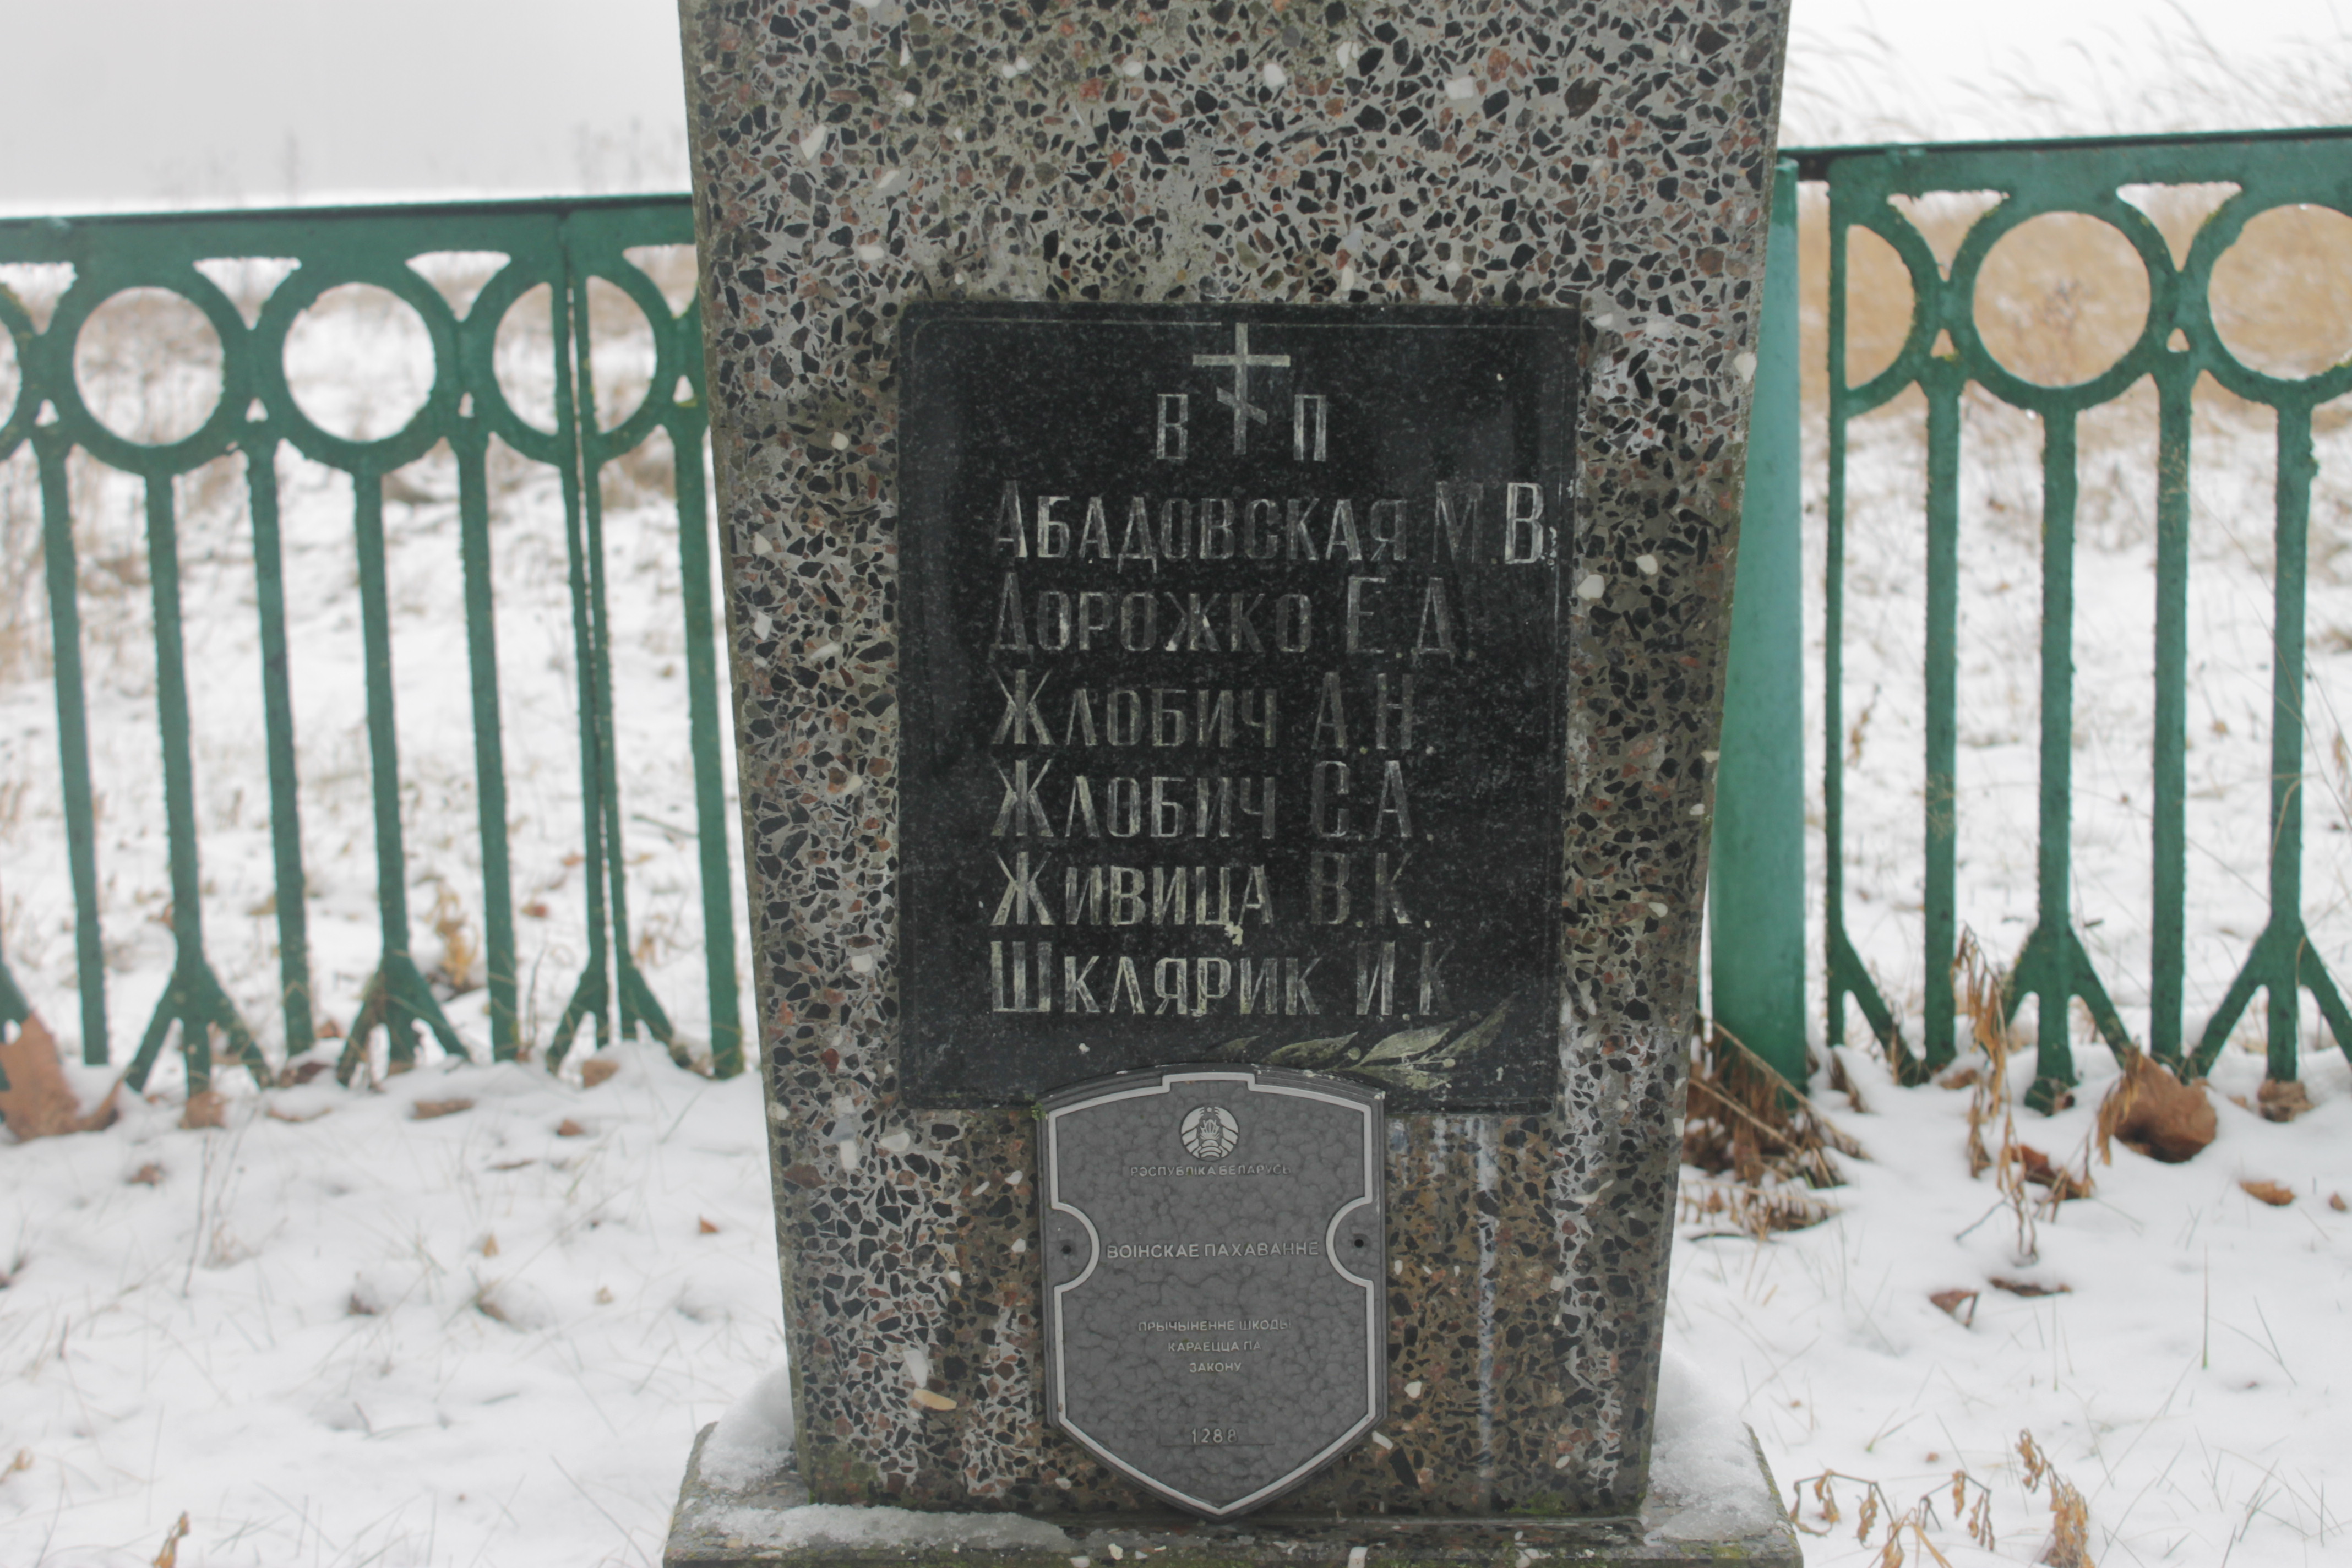 В П
Абадовская М.В.
Дорожко Е.Д.
Жлобич А.Н.
Жлобич С.А.
Живица В.К.
Шклярик И.К.
РЭСПУБЛІКА БЕЛАРУСЬ
ВОІНСКАЕ ПАХАВАННЕ
ПРЫЧЫНЕННЕ ШКОДЫ
КАРАЕЦЦА ПА
ЗАКОНУ
1288